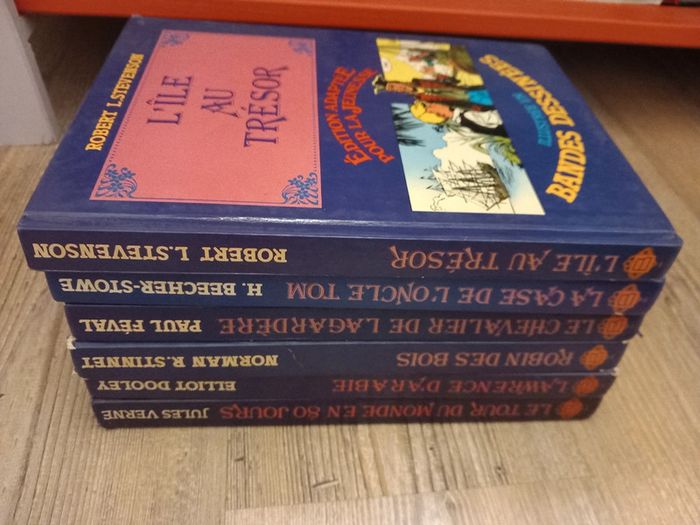 ROBERT L.STEVENSON
L'ÎLE
AU
TRÉSOR
ÉDITION ADAPTÉE
POUR LA JEUNESSE
ILLUSTRÉE DE
BANDES DESSINÉES
L'ÎLE AU TRÉSOR ROBERT L.STEVENSON
LA CASE DE L'ONCLE TOM H. BEECHER-STOWE
LE CHEVALIER DE LAGARDÈRE PAUL FÉVAL
ROBIN DES BOIS NORMAN R. STINNET
LAWRENCE D'ARABIE ELLIOT DOOLEY
LE TOUR DU MONDE EN 80 JOURS JULES VERNE